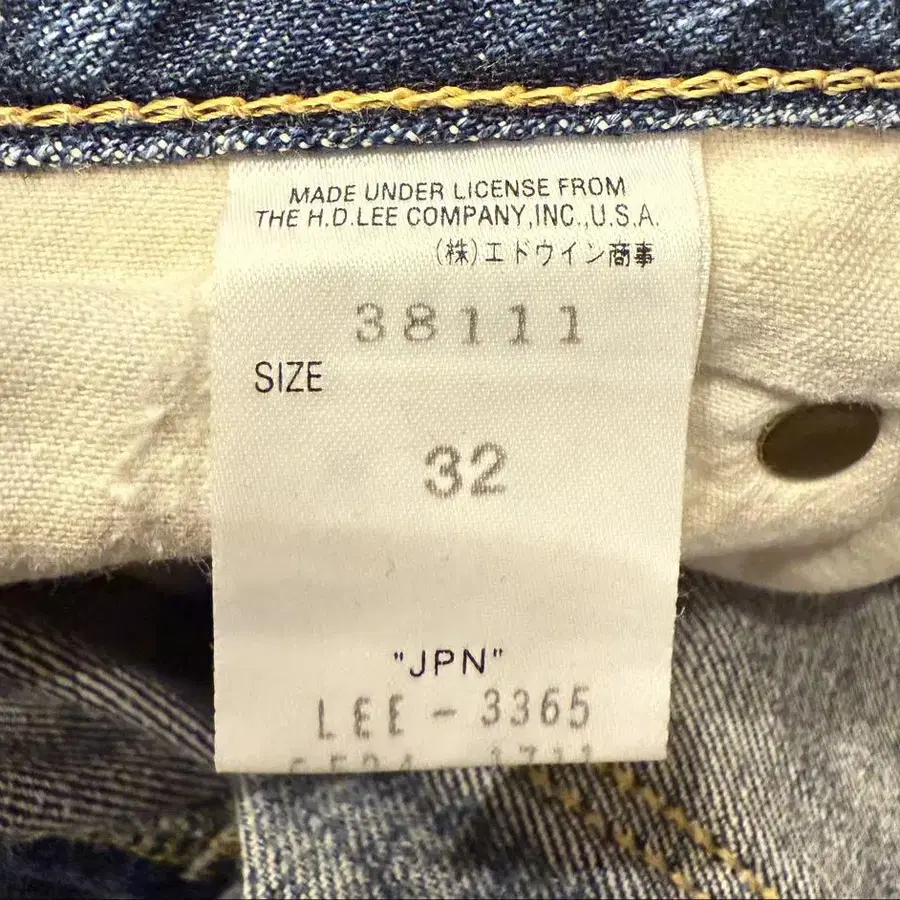 MADE UNDER LICENSE FROM
THE H.D.LEE COMPANY,INC.,U.S.A.
(株)エドウイン商事
38111
SIZE
32
"JPN"
LEE - 3365